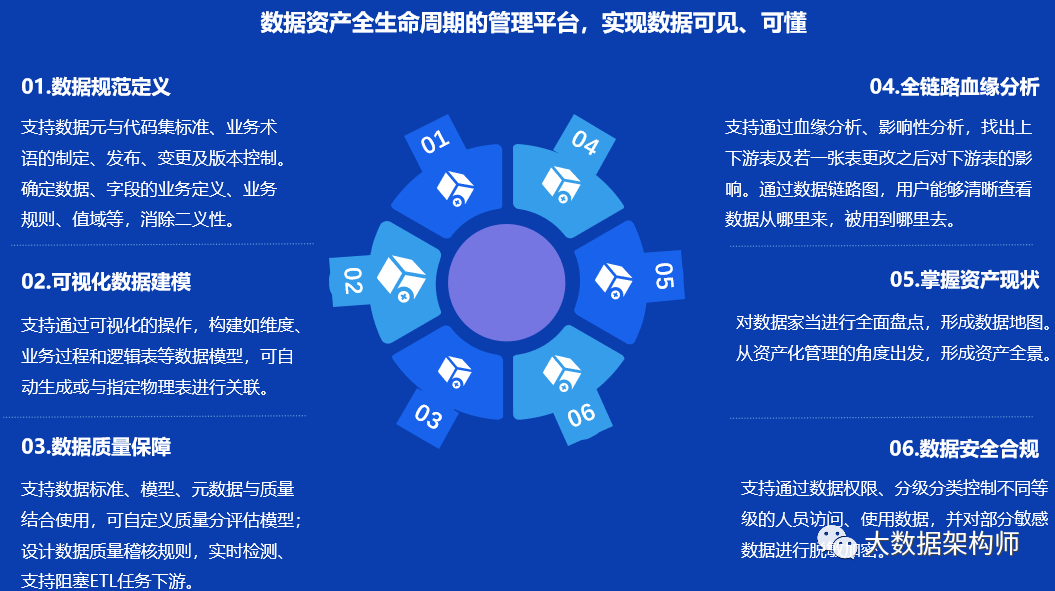 数据资产全生命周期的管理平台，实现数据可见、可懂
01.数据规范定义
支持数据元与代码集标准、业务术
语的制定、发布、变更及版本控制。
确定数据、字段的业务定义、业务
规则、值域等，消除二义性。
02.可视化数据建模
支持通过可视化的操作，构建如维度、
业务过程和逻辑表等数据模型，可自
动生成或与指定物理表进行关联。
03.数据质量保障
支持数据标准、模型、元数据与质量
结合使用，可自定义质量分评估模型；
设计数据质量稽核规则，实时检测、
支持阻塞ETL任务下游。
01
02
03
04
05
06
04.全链路血缘分析
支持通过血缘分析、影响性分析，找出上
下游表及若一张表更改之后对下游表的影
响。通过数据链路图，用户能够清晰查看
数据从哪里来，被用到哪里去。
05.掌握资产现状
对数据家当进行全面盘点，形成数据地图。
从资产化管理的角度出发，形成资产全景。
06.数据安全合规
支持通过数据权限、分级分类控制不同等
级的人员访问、使用数据，并对部分敏感
数据进行脱敏加密。
大数据架构师